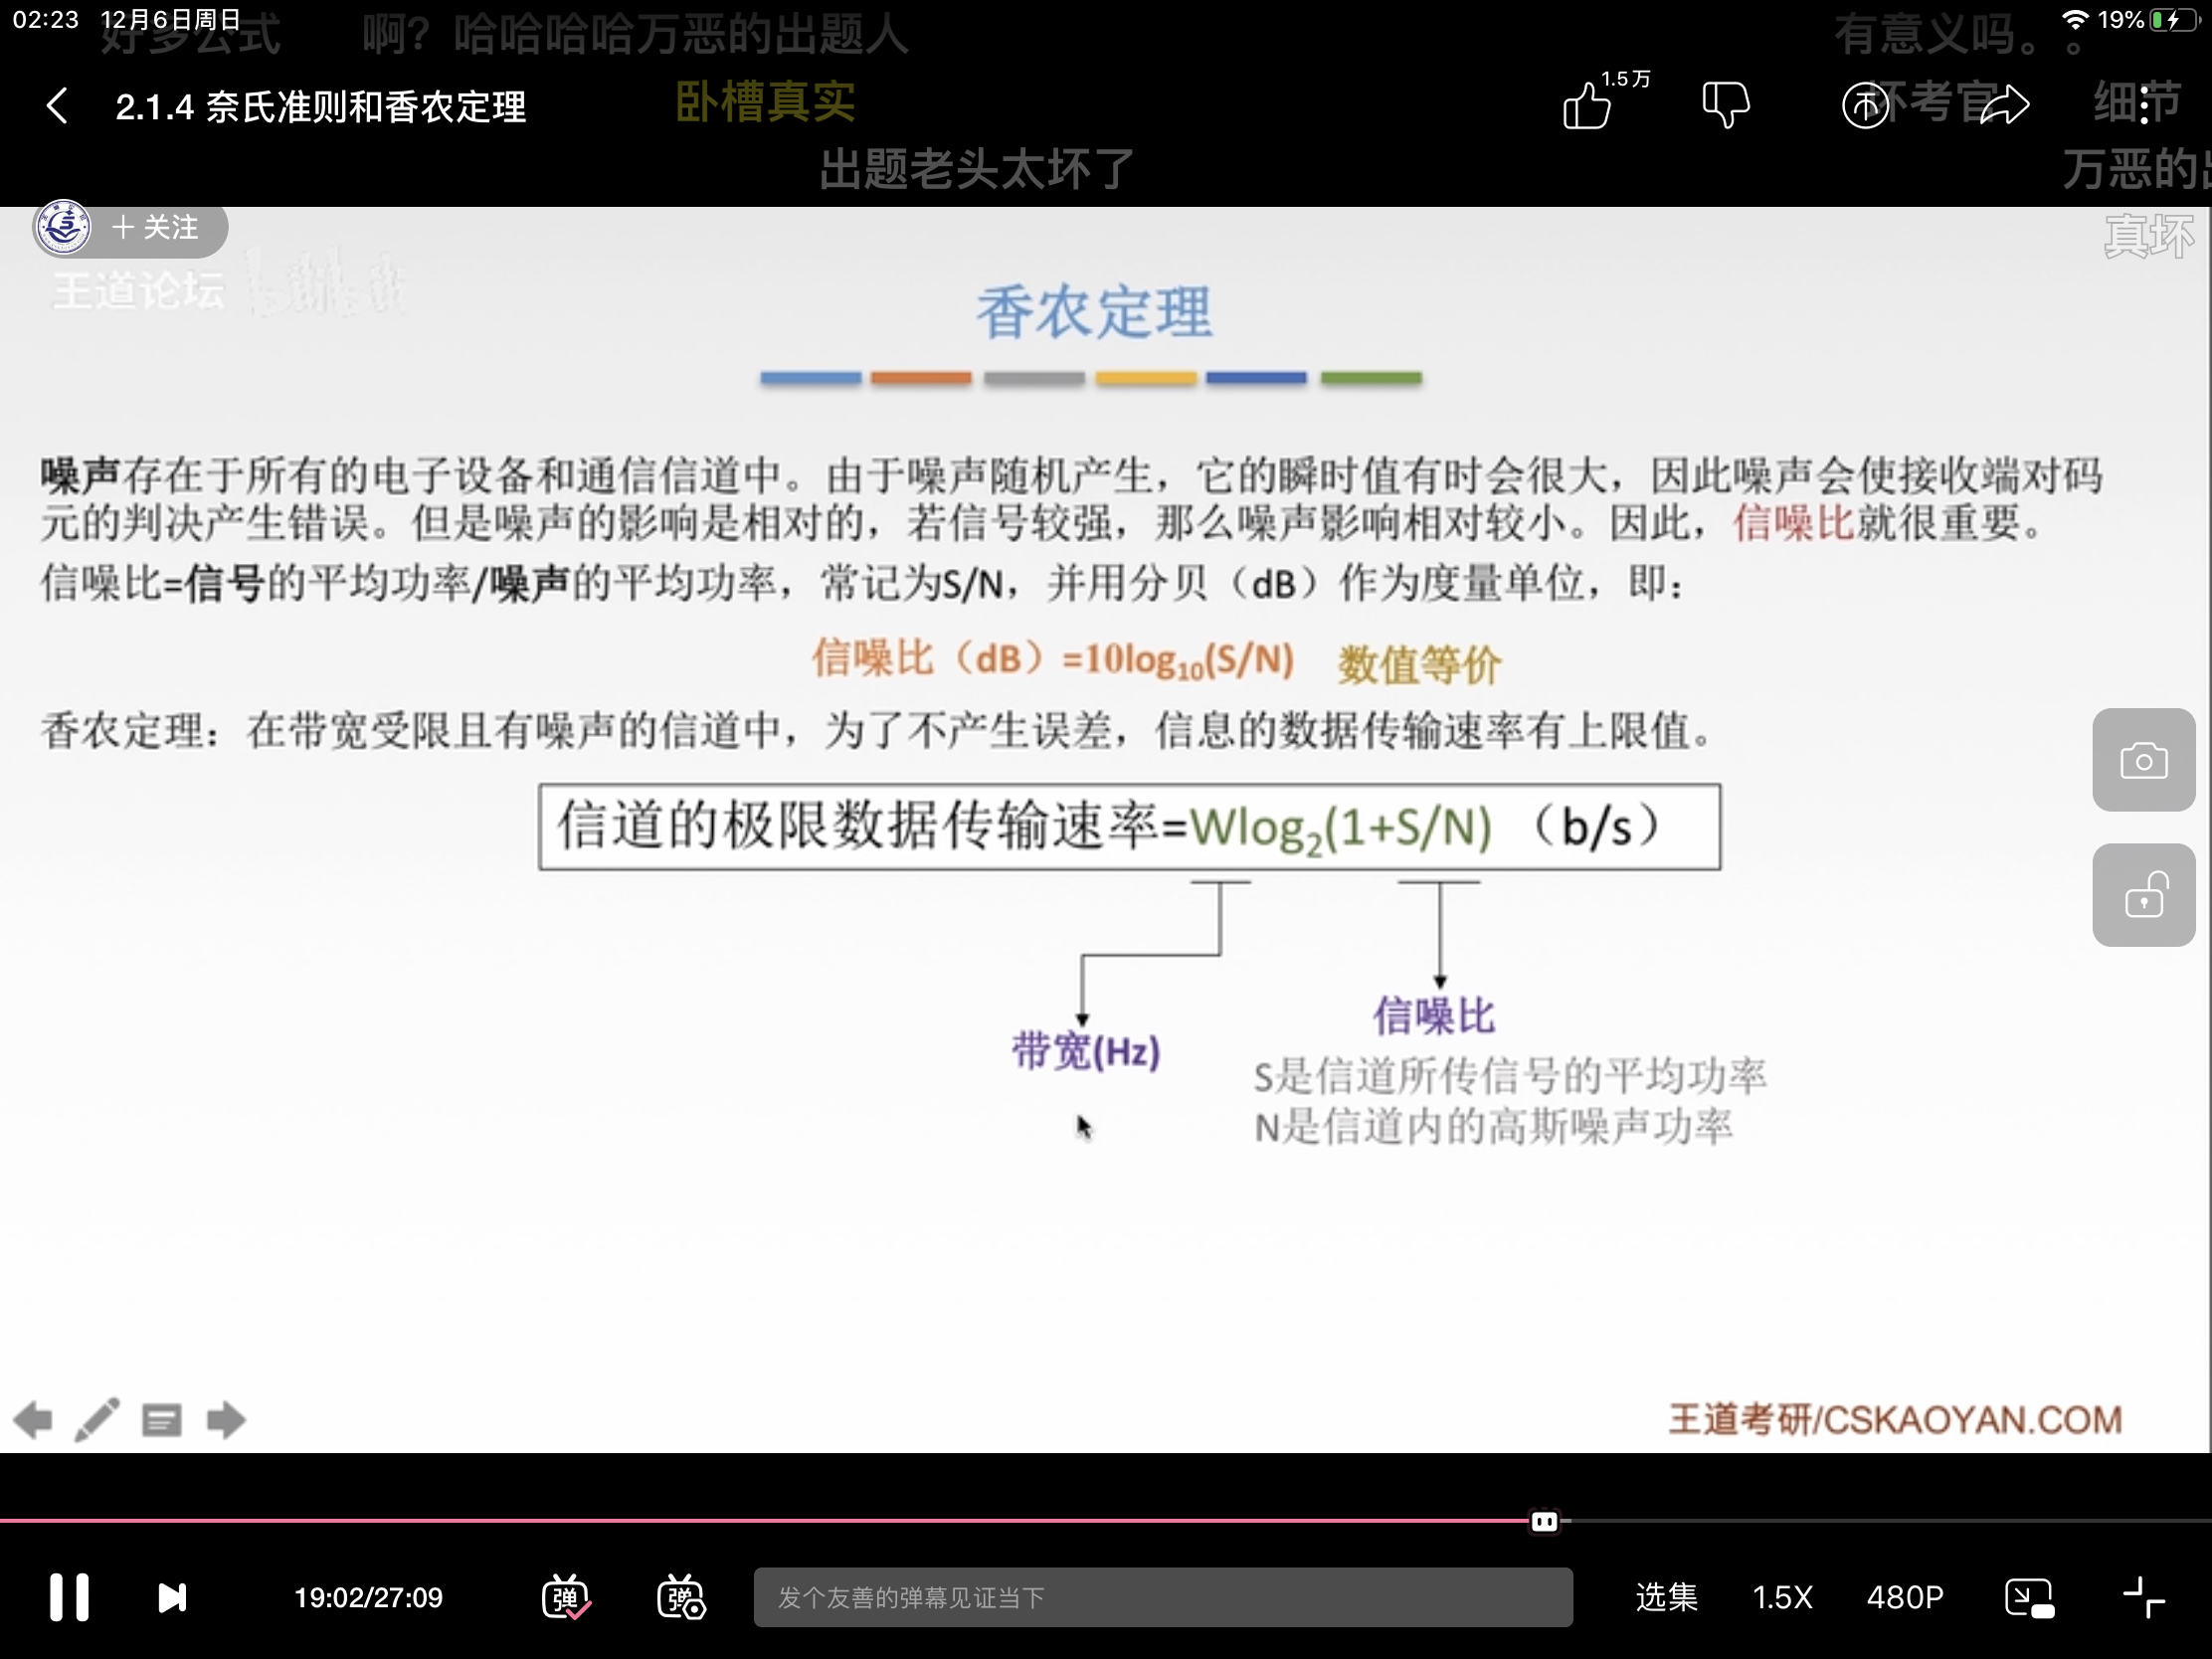 02:23 12月6日周日
19%
好多公式 啊？哈哈哈哈万恶的出题人 有意义吗。。
2.1.4 奈氏准则和香农定理
卧槽真实
1.5万
坏考官 细节
出题老头太坏了 万恶的出
＋关注
真坏
王道论坛 bilibili
香农定理
噪声存在于所有的电子设备和通信信道中。由于噪声随机产生，它的瞬时值有时会很大，因此噪声会使接收端对码
元的判决产生错误。但是噪声的影响是相对的，若信号较强，那么噪声影响相对较小。因此，信噪比就很重要。
信噪比=信号的平均功率/噪声的平均功率，常记为S/N，并用分贝（dB）作为度量单位，即：
信噪比（dB）=10log₁₀(S/N) 数值等价
香农定理：在带宽受限且有噪声的信道中，为了不产生误差，信息的数据传输速率有上限值。
信道的极限数据传输速率=Wlog₂(1+S/N) （b/s）
带宽(Hz)
信噪比
S是信道所传信号的平均功率
N是信道内的高斯噪声功率
王道考研/CSKAOYAN.COM
19:02/27:09
弹
弹
发个友善的弹幕见证当下
选集
1.5X
480P